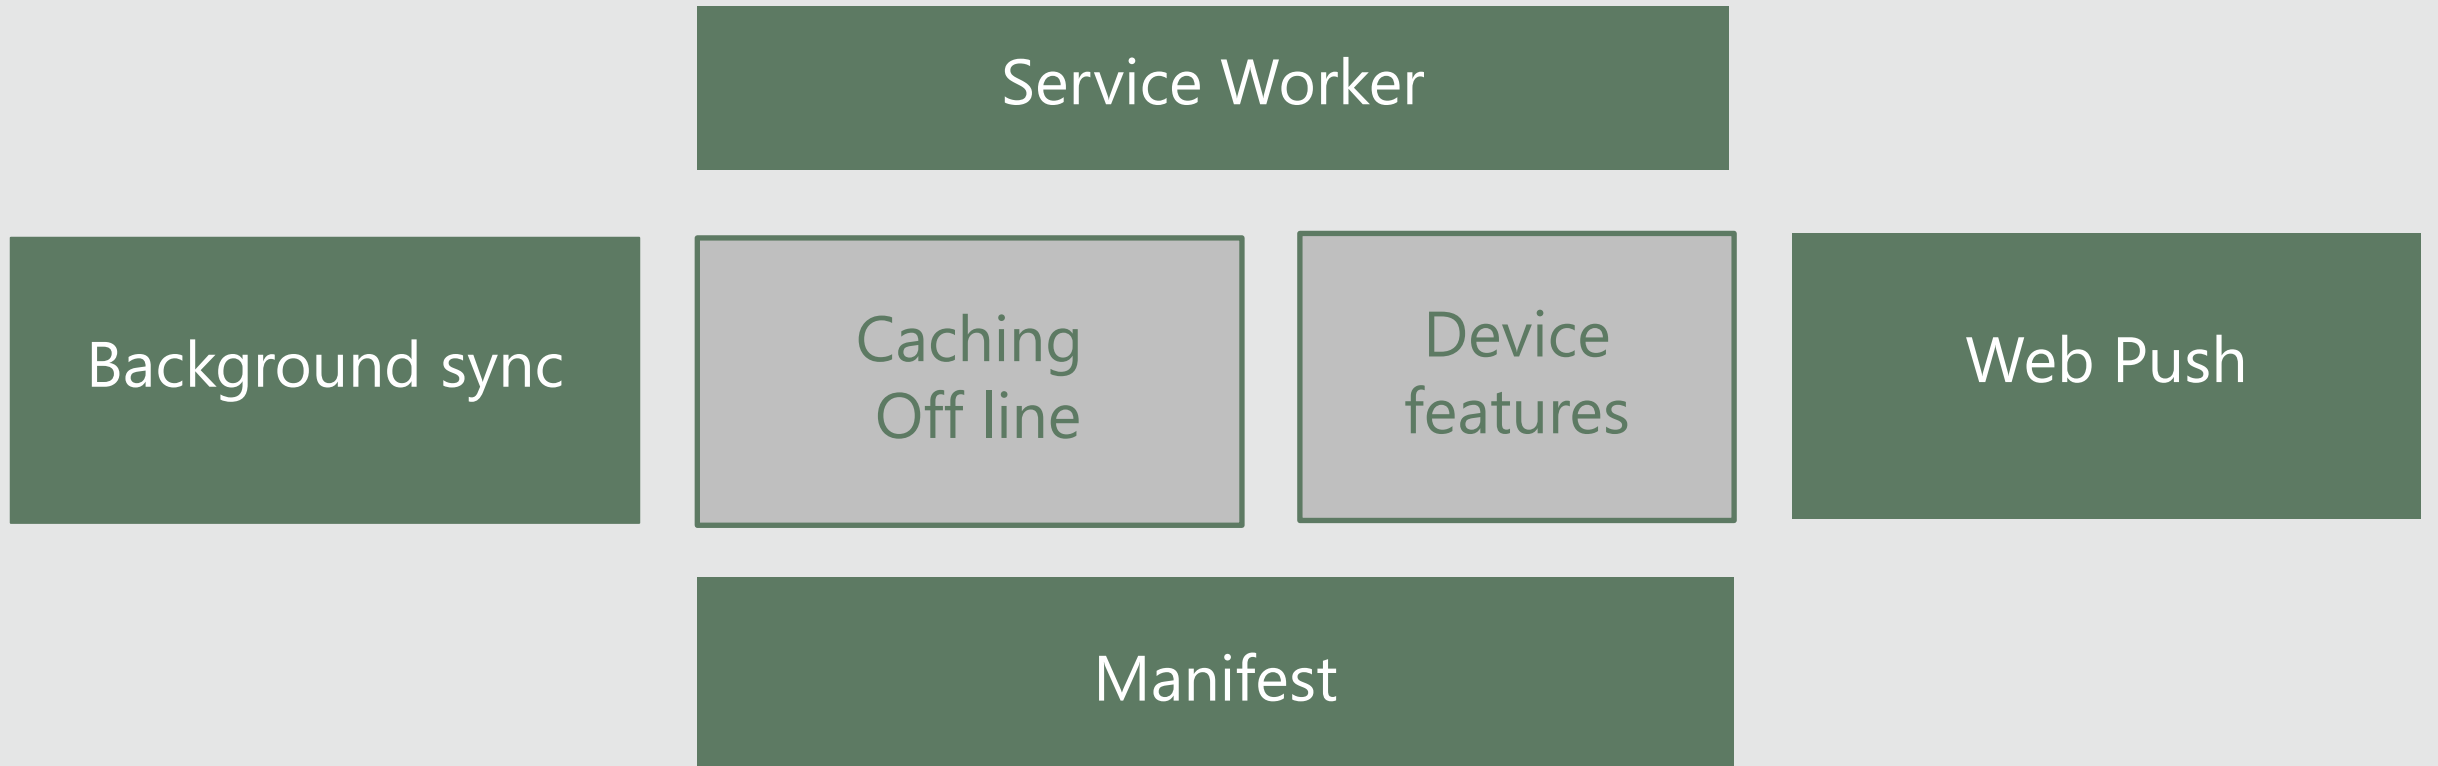 Service Worker
Background sync
Caching
Off line
Device
features
Web Push
Manifest